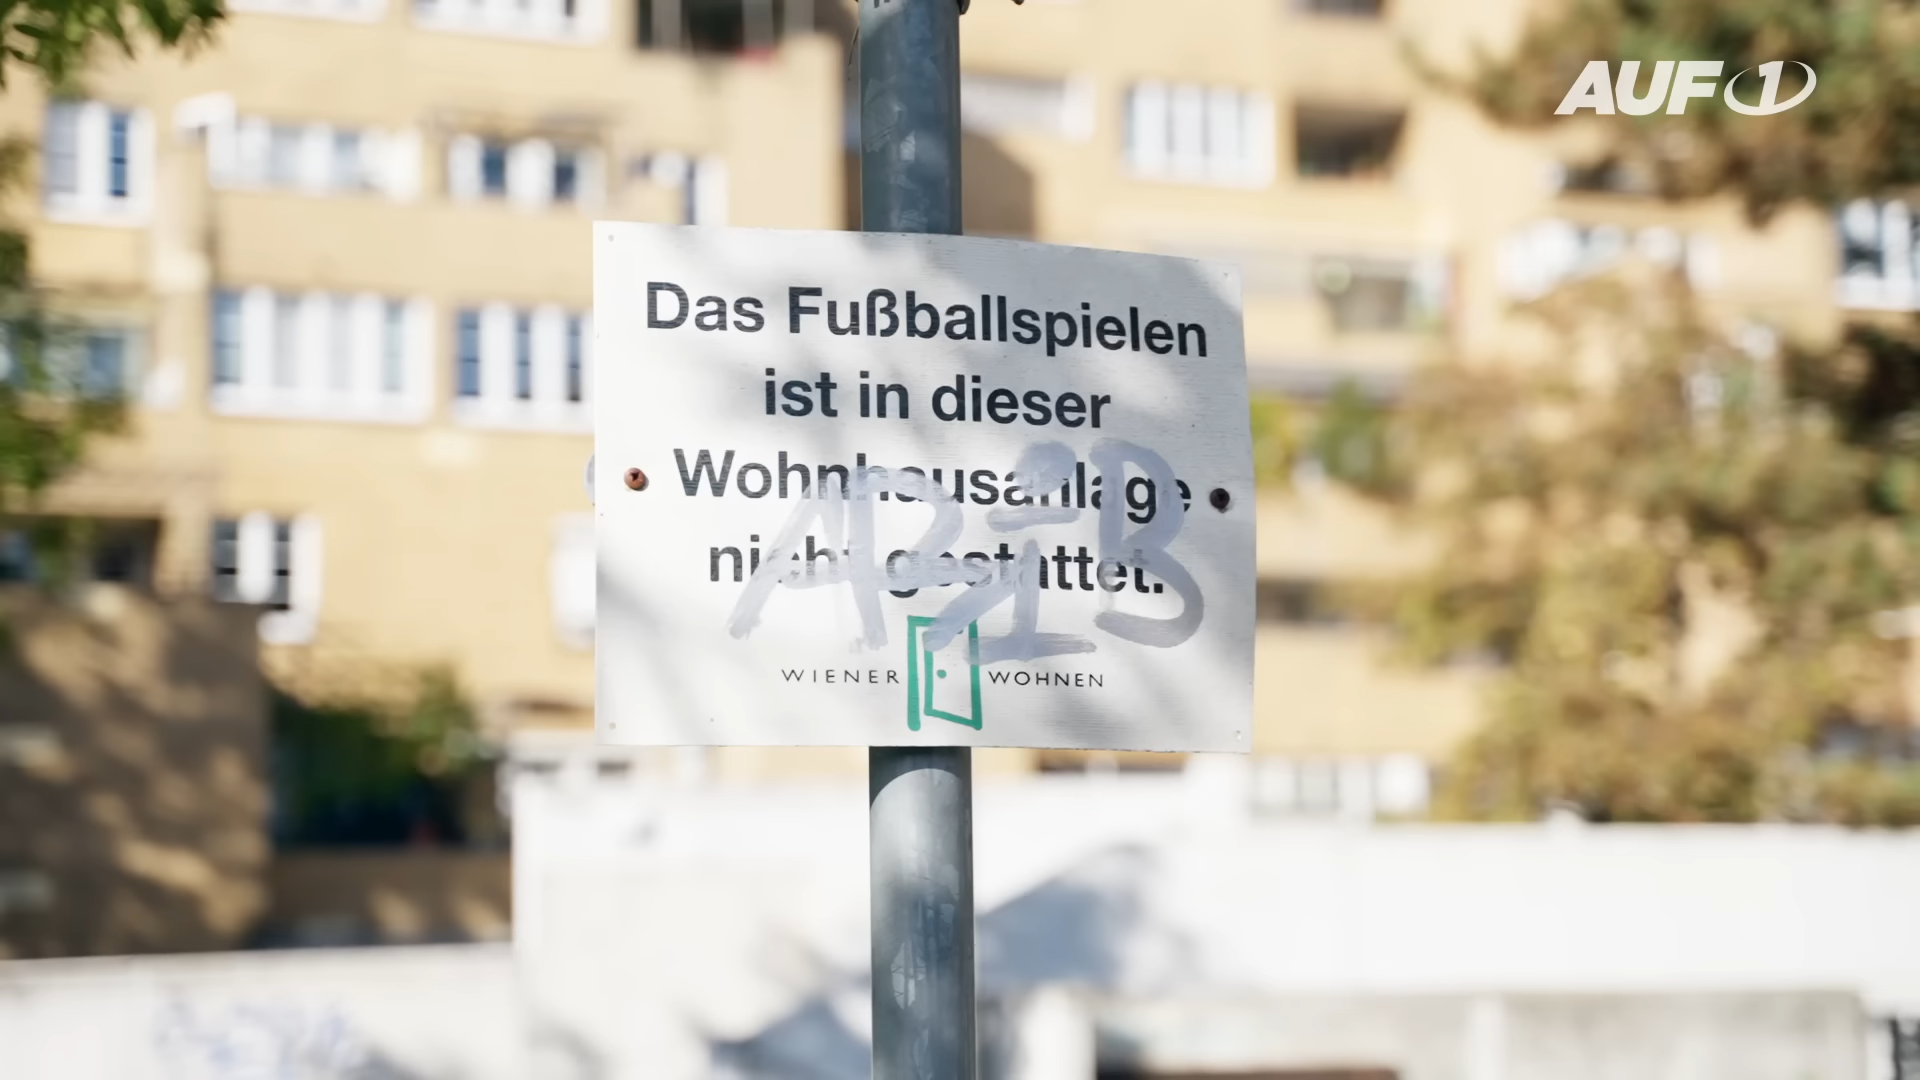 AUF1
Das Fußballspielen
ist in dieser
Wohnhausanlage
nicht gestattet.
WIENER WOHNEN